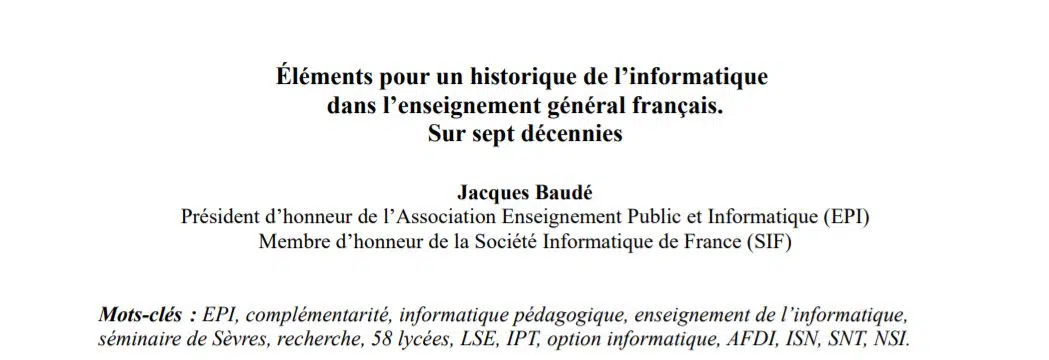 Éléments pour un historique de l’informatique
dans l’enseignement général français.
Sur sept décennies
Jacques Baudé
Président d’honneur de l’Association Enseignement Public et Informatique (EPI)
Membre d’honneur de la Société Informatique de France (SIF)
Mots-clés : EPI, complémentarité, informatique pédagogique, enseignement de l’informatique,
séminaire de Sèvres, recherche, 58 lycées, LSE, IPT, option informatique, AFDI, ISN, SNT, NSI.